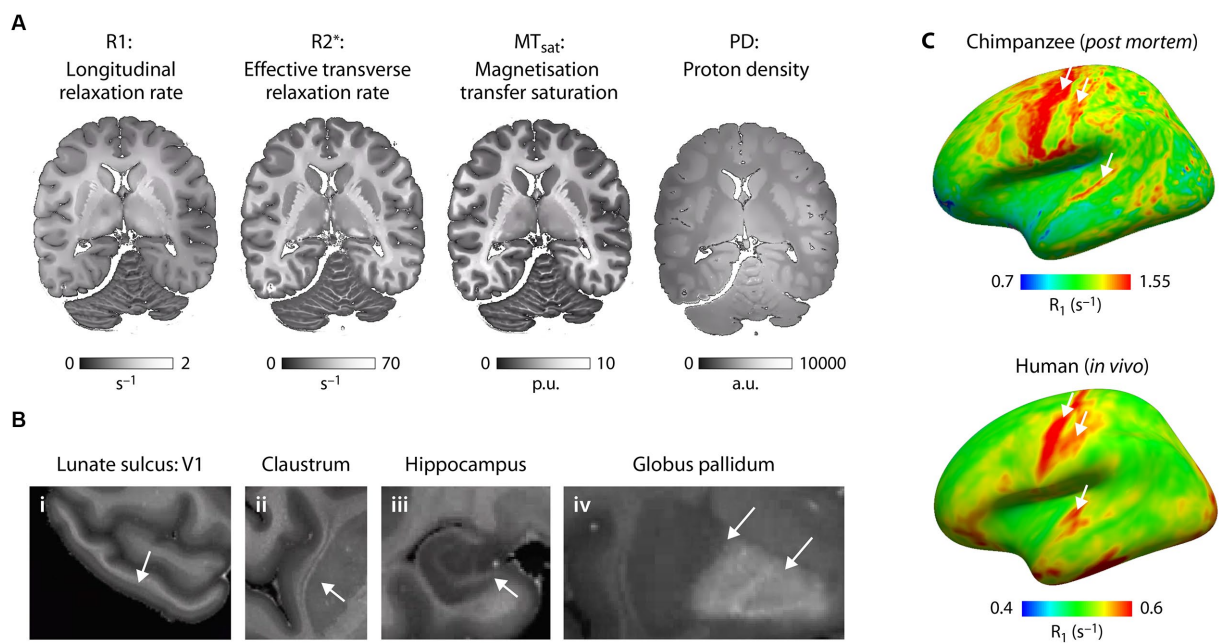 A
R1:
Longitudinal
relaxation rate
R2*:
Effective transverse
relaxation rate
MTsat:
Magnetisation
transfer saturation
PD:
Proton density
0 2
s⁻¹
0 70
s⁻¹
0 10
p.u.
0 10000
a.u.
B
Lunate sulcus: V1
Claustrum
Hippocampus
Globus pallidum
i
ii
iii
iv
C Chimpanzee (post mortem)
0.7 1.55
R₁ (s⁻¹)
Human (in vivo)
0.4 0.6
R₁ (s⁻¹)